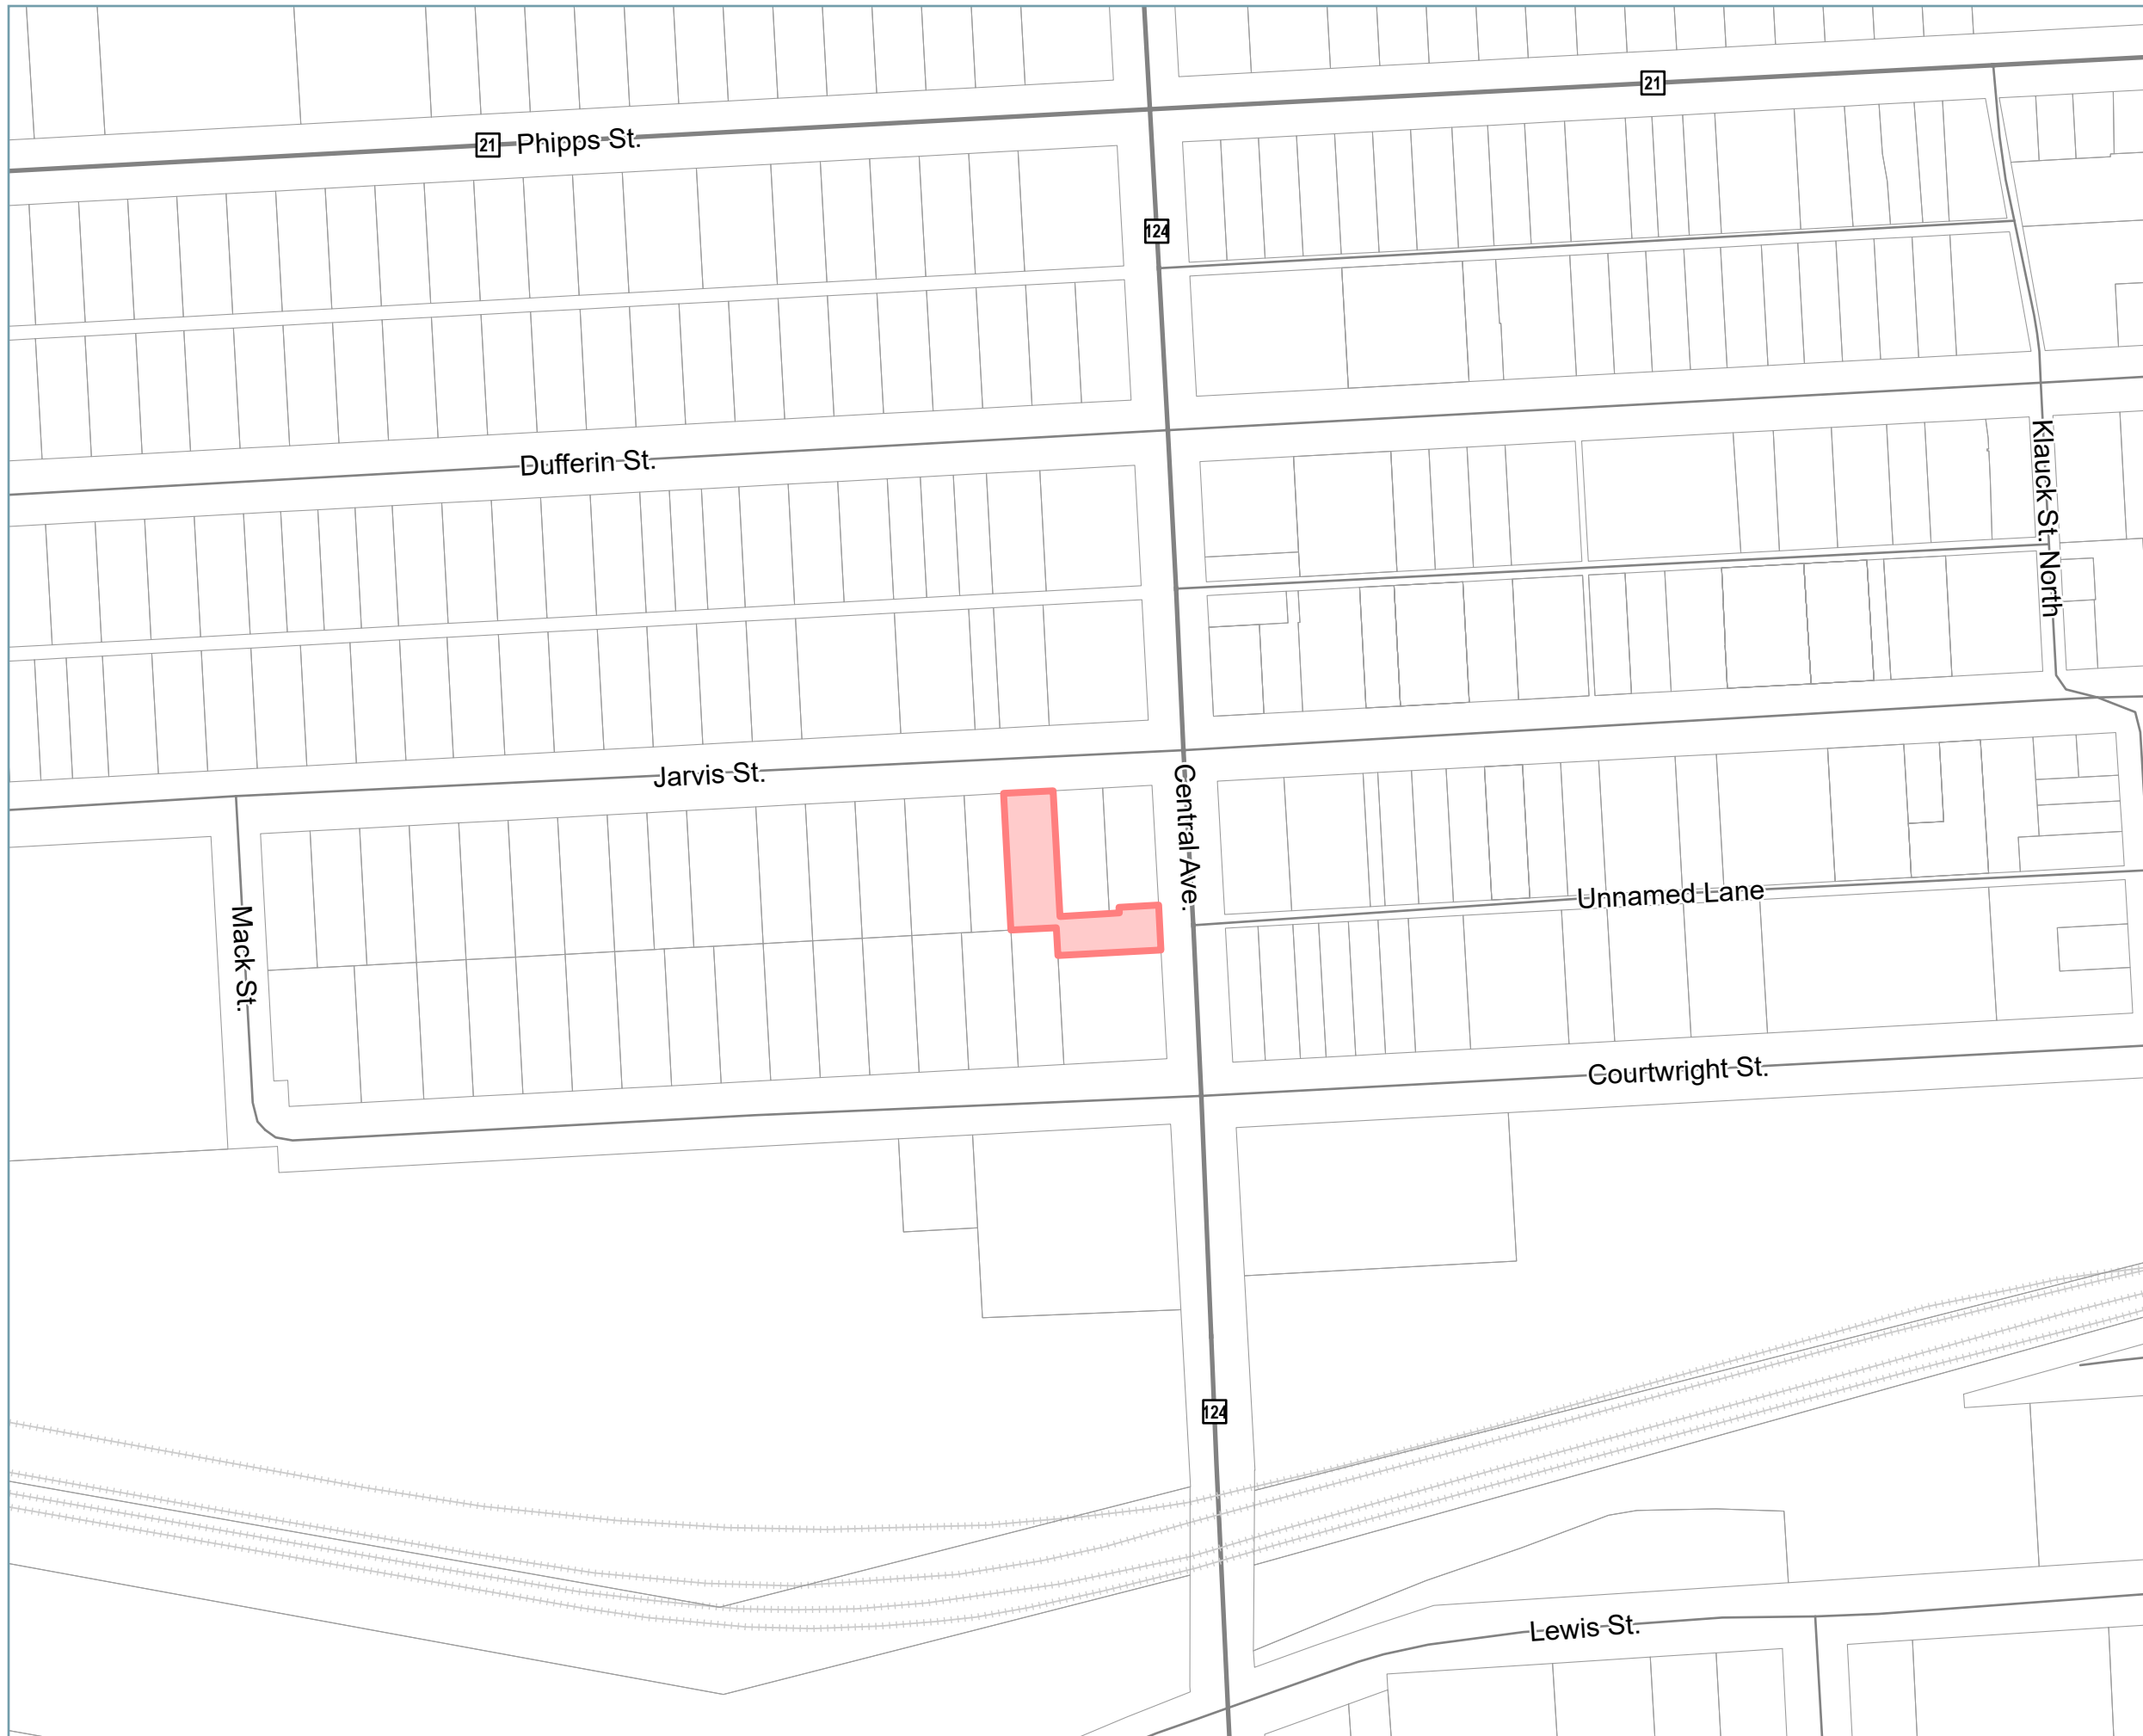 21
21 Phipps St.
124
Dufferin St.
Klauck St. North
Jarvis St.
Central Ave.
Unnamed Lane
Mack St.
Courtwright St.
124
Lewis St.